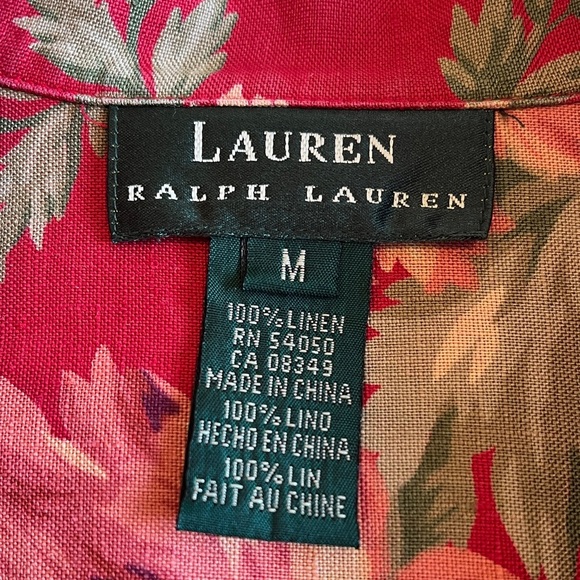 LAUREN
RALPH LAUREN
M
100% LINEN
RN 54050
CA 08349
MADE IN CHINA
100% LINO
HECHO EN CHINA
100% LIN
FAIT AU CHINE